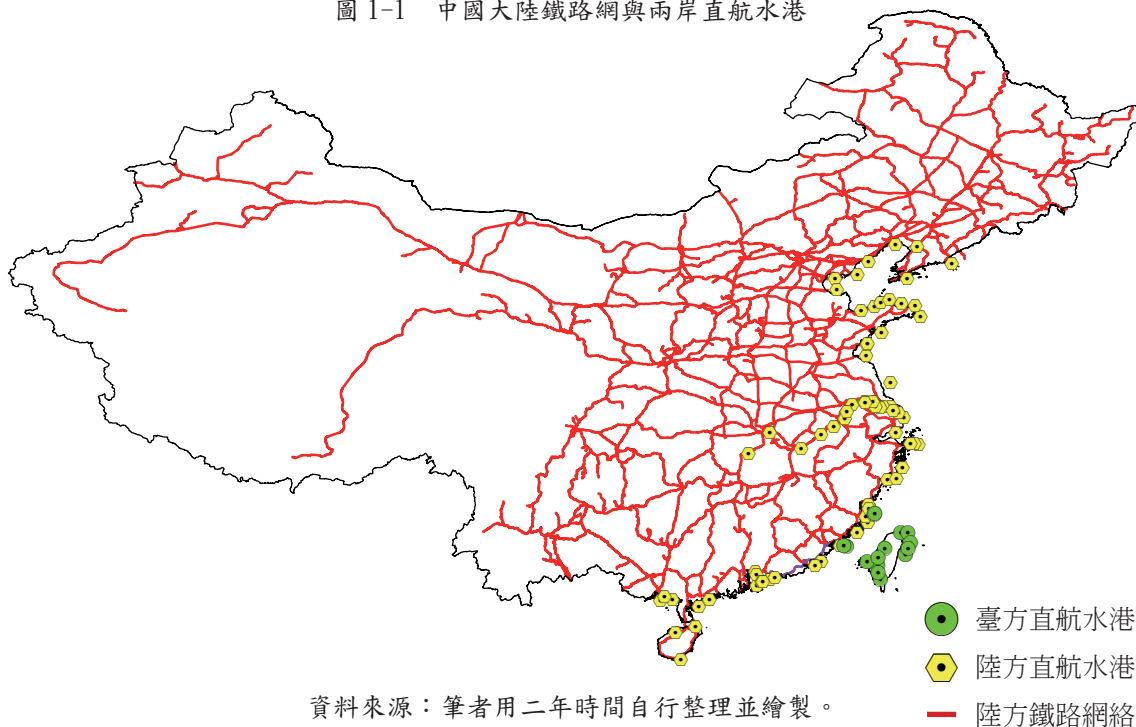 圖 1-1 中國大陸鐵路網與兩岸直航水港
臺方直航水港
陸方直航水港
陸方鐵路網絡
資料來源：筆者用二年時間自行整理並繪製。